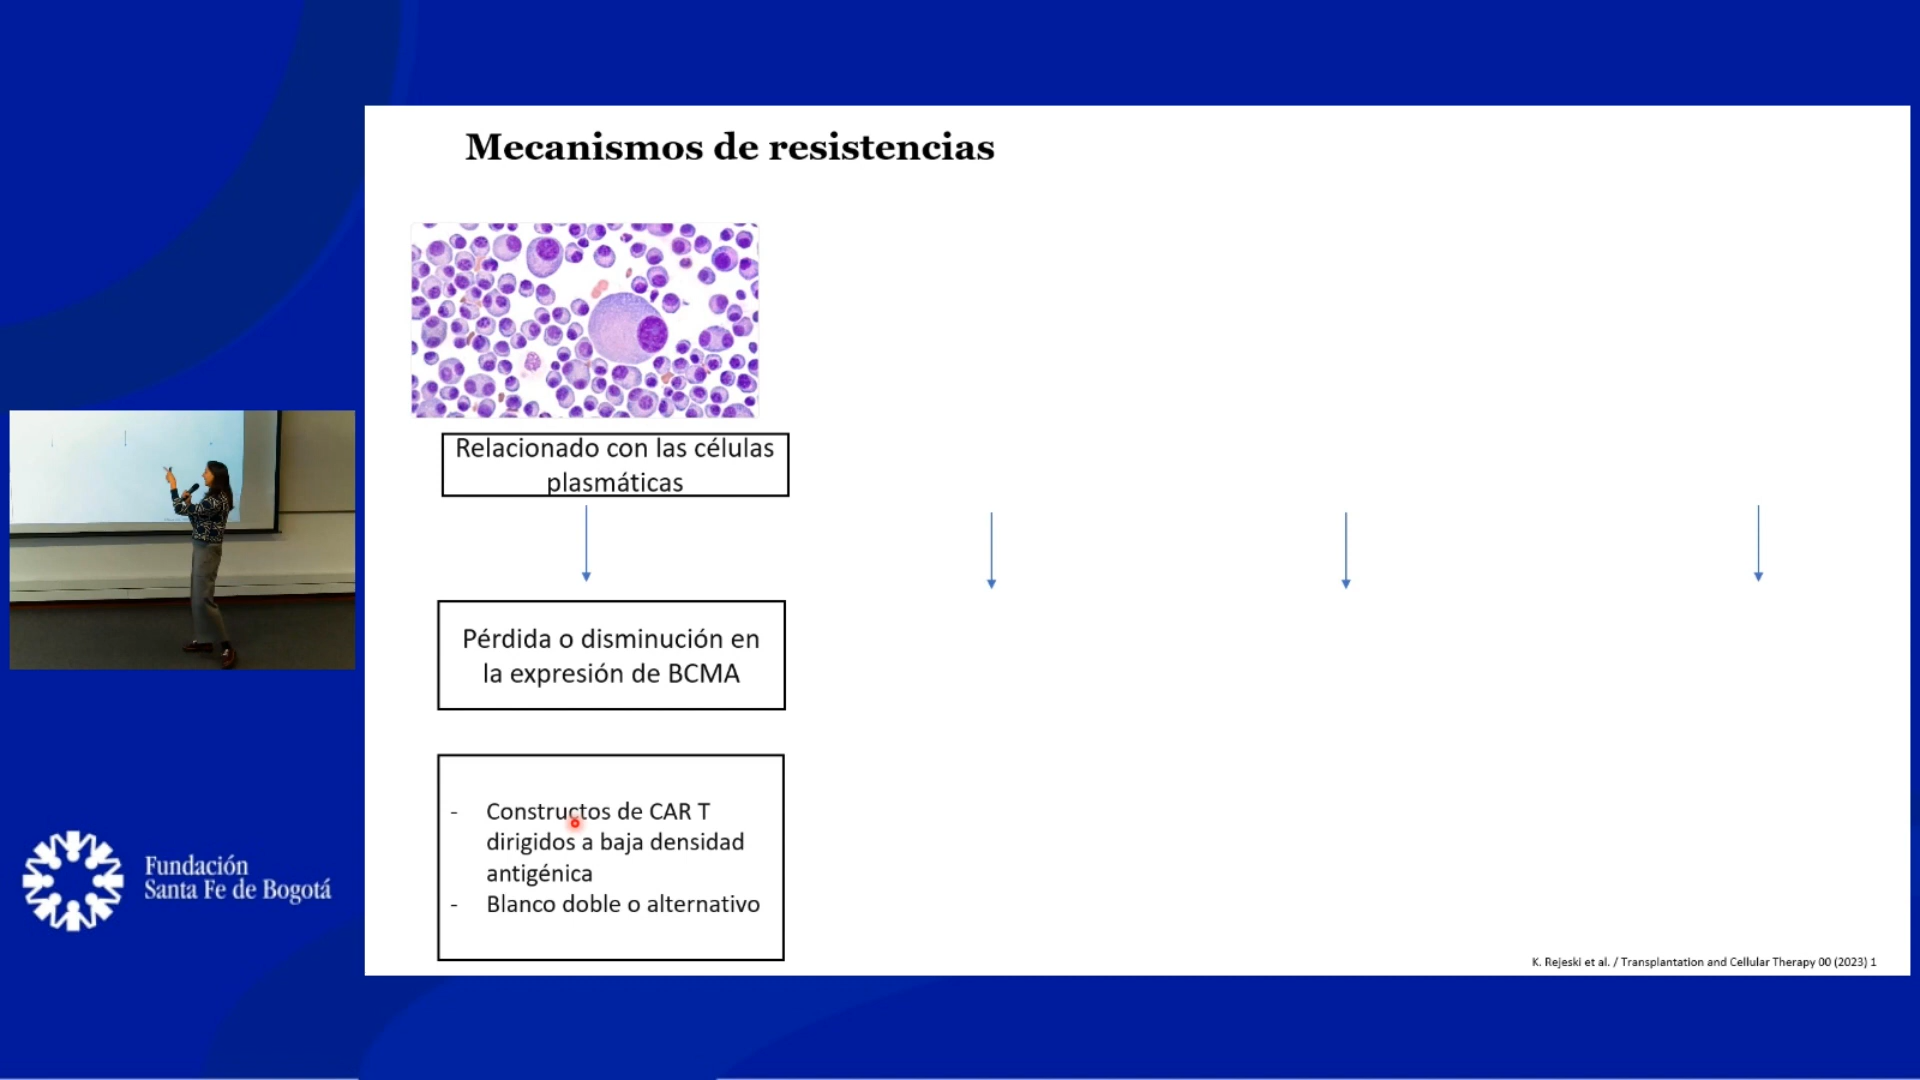 Mecanismos de resistencias
Relacionado con las células
plasmáticas
Pérdida o disminución en
la expresión de BCMA
- Constructos de CAR T
dirigidos a baja densidad
antigénica
- Blanco doble o alternativo
K. Rejeski et al. / Transplantation and Cellular Therapy 00 (2023) 1
Fundación
Santa Fe de Bogotá